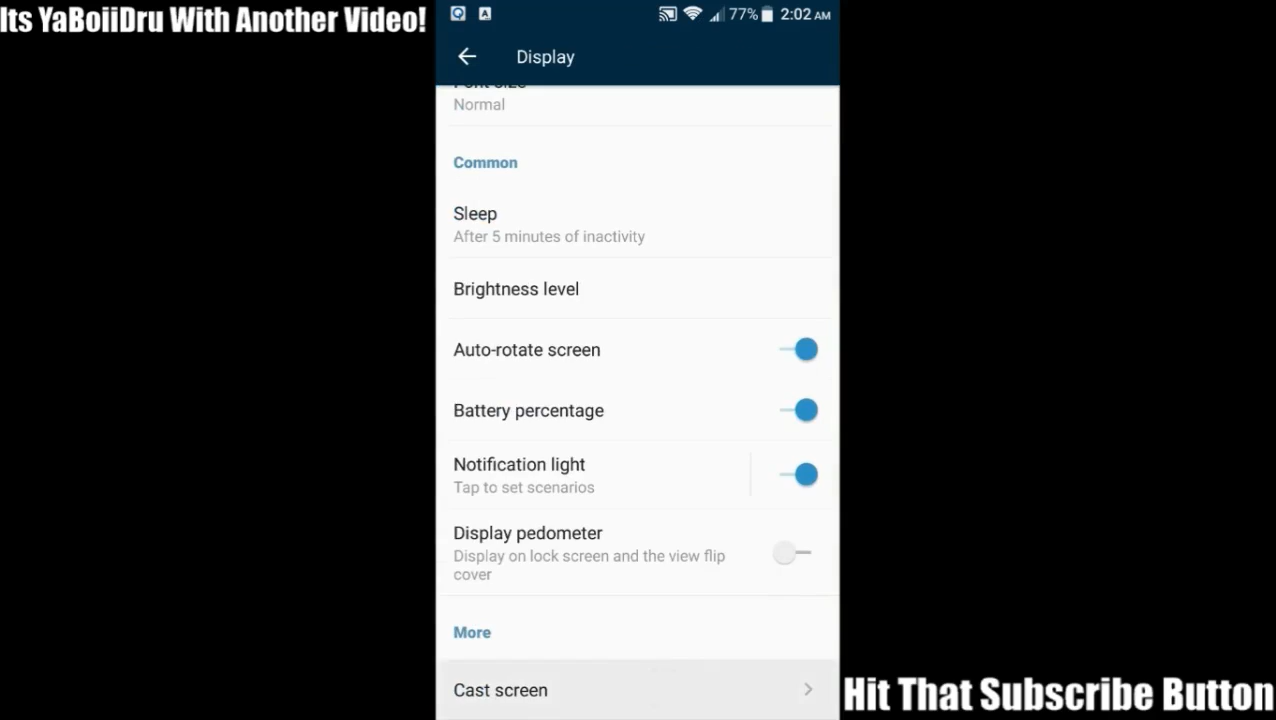 Its YaBoiiDru With Another Video!
77% 2:02 AM
Display
Font size
Normal
Common
Sleep
After 5 minutes of inactivity
Brightness level
Auto-rotate screen
Battery percentage
Notification light
Tap to set scenarios
Display pedometer
Display on lock screen and the view flip
cover
More
Cast screen
Hit That Subscribe Button